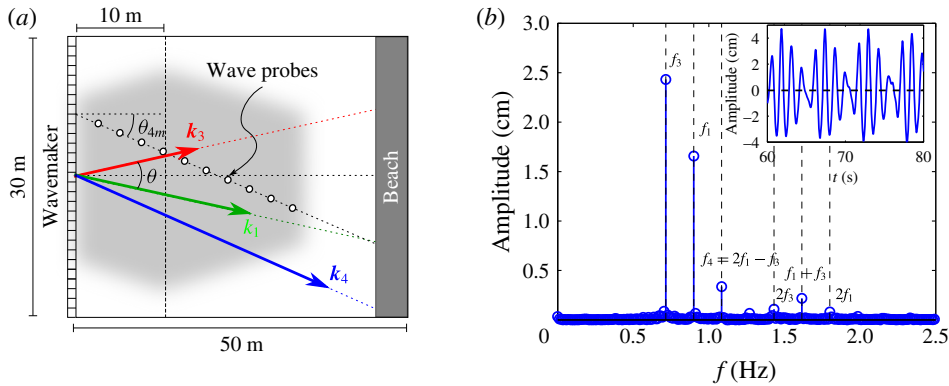 (a)
10 m
30 m
Wavemaker
Wave probes
θ4m
k3
θ
k1
k4
Beach
50 m
(b)
3.0
2.5
2.0
1.5
1.0
0.5
0
0.5
1.0
1.5
2.0
2.5
Amplitude (cm)
f (Hz)
f3
f1
f4 = 2f1 − f3
2f3
f1 + f3
2f1
Amplitude (cm)
4
2
0
−2
−4
60
70
80
t (s)